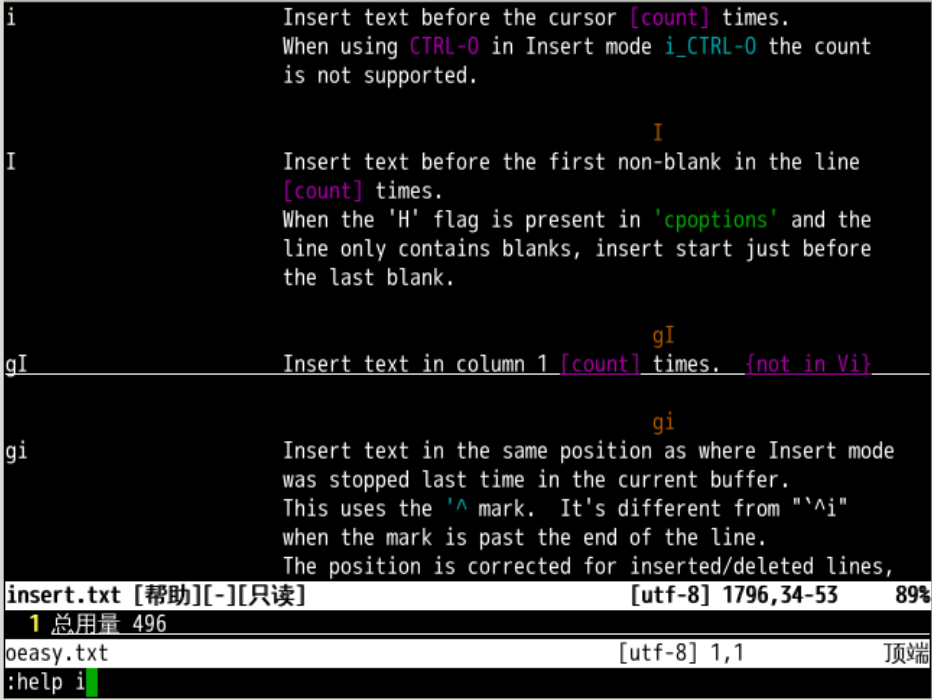 i Insert text before the cursor [count] times.
When using CTRL-O in Insert mode i_CTRL-O the count
is not supported.
I
I Insert text before the first non-blank in the line
[count] times.
When the 'H' flag is present in 'cpoptions' and the
line only contains blanks, insert start just before
the last blank.
gI
gI Insert text in column 1 [count] times. {not in Vi}
gi
gi Insert text in the same position as where Insert mode
was stopped last time in the current buffer.
This uses the '^ mark. It's different from "`^i"
when the mark is past the end of the line.
The position is corrected for inserted/deleted lines,
insert.txt [帮助][-][只读] [utf-8] 1796,34-53 89%
1 总用量 496
oeasy.txt [utf-8] 1,1 顶端
:help i